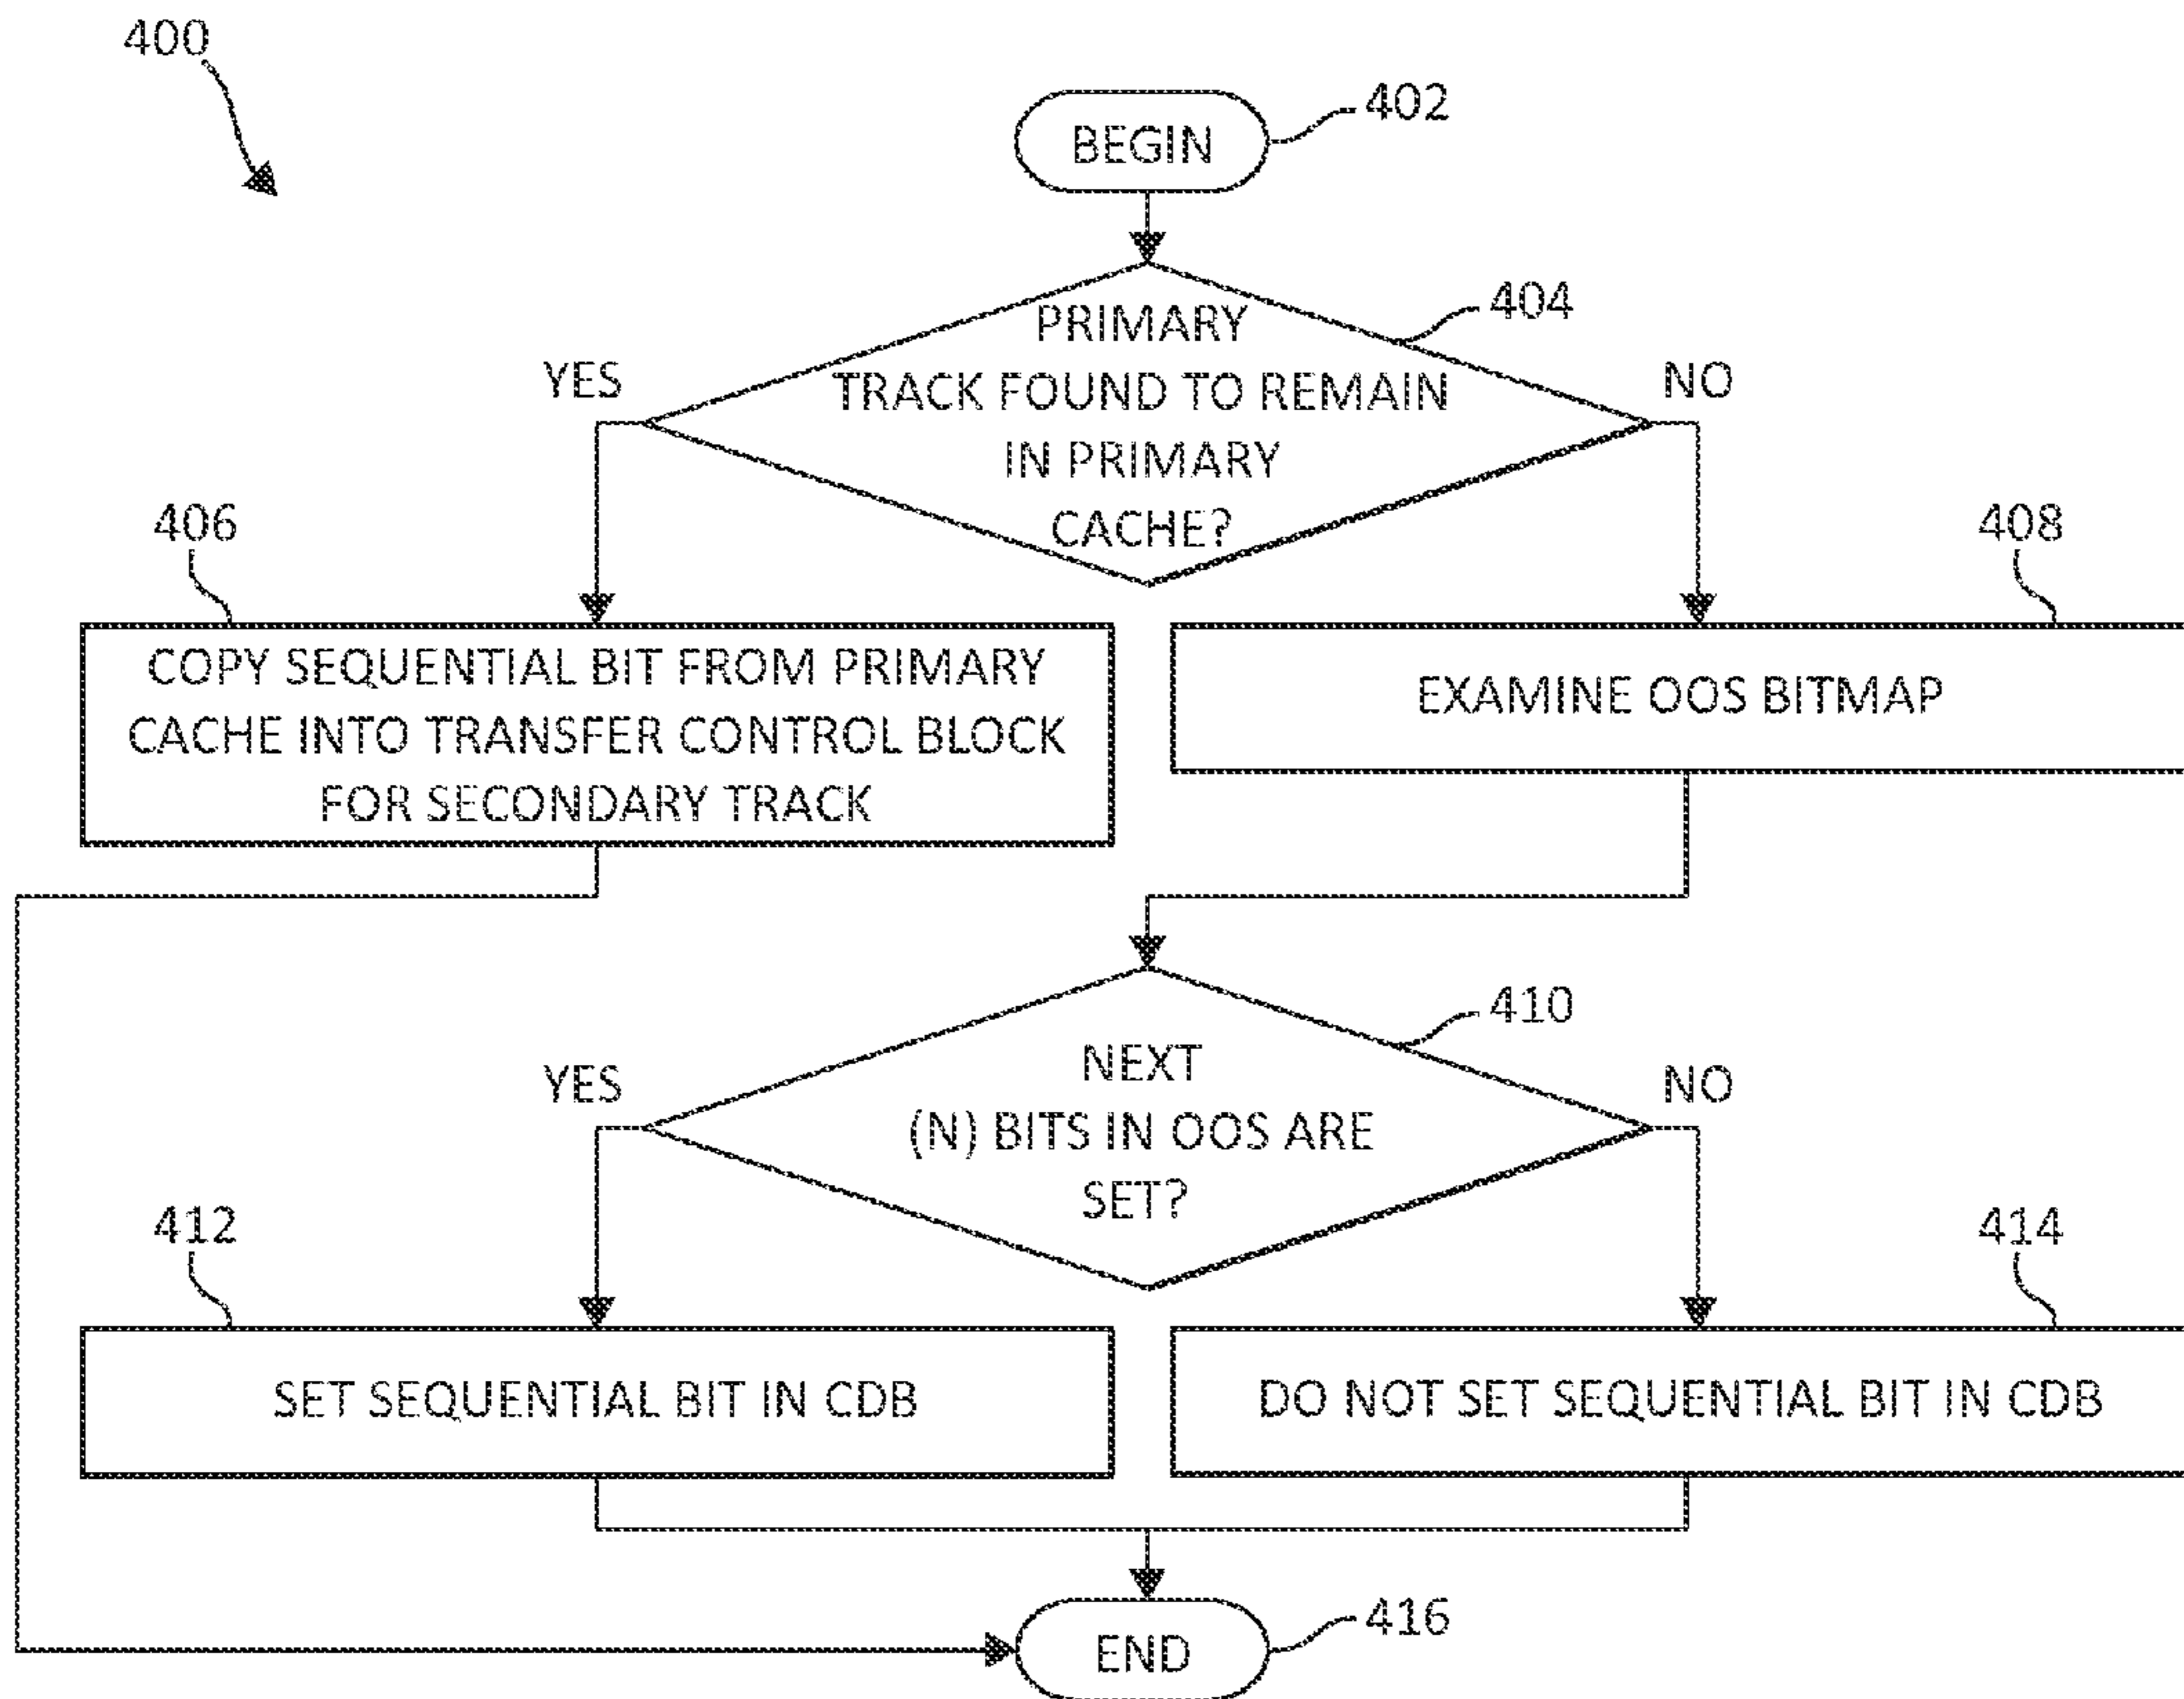 400
BEGIN
402
PRIMARY
TRACK FOUND TO REMAIN
IN PRIMARY
CACHE?
404
YES
NO
406
COPY SEQUENTIAL BIT FROM PRIMARY
CACHE INTO TRANSFER CONTROL BLOCK
FOR SECONDARY TRACK
408
EXAMINE OOS BITMAP
NEXT
(N) BITS IN OOS ARE
SET?
410
YES
NO
412
SET SEQUENTIAL BIT IN CDB
414
DO NOT SET SEQUENTIAL BIT IN CDB
END
416